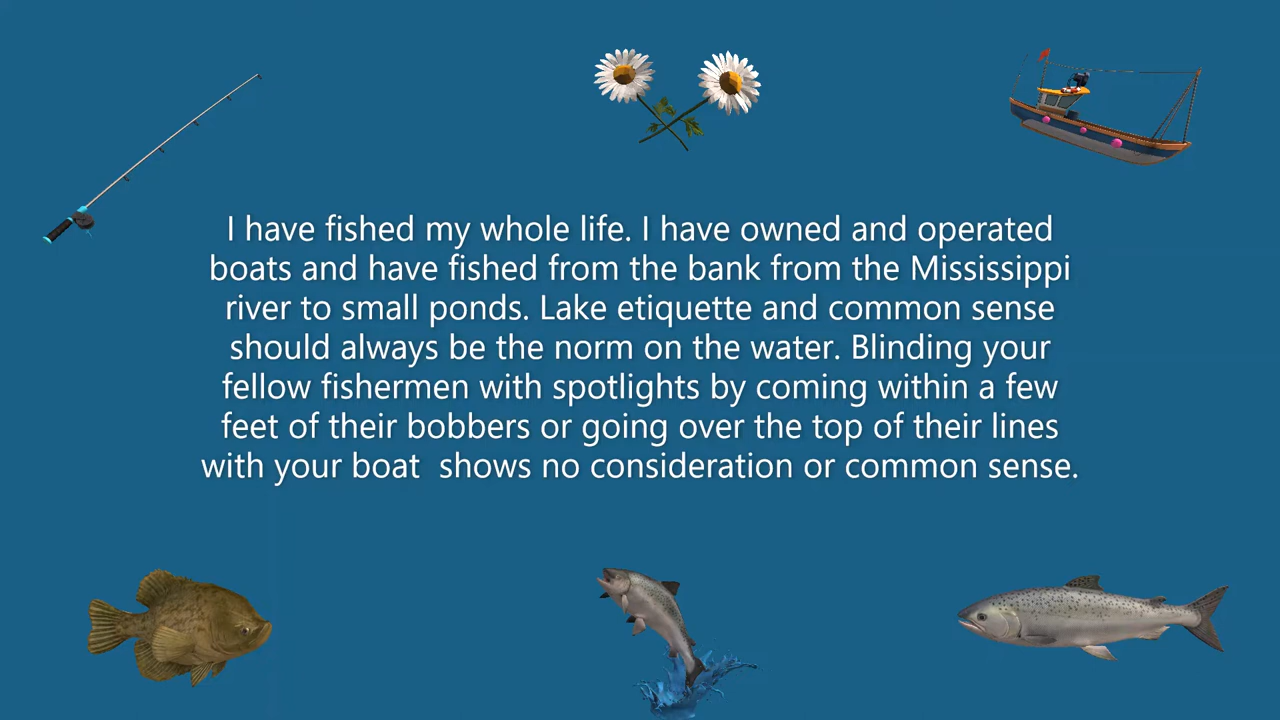 I have fished my whole life. I have owned and operated
boats and have fished from the bank from the Mississippi
river to small ponds. Lake etiquette and common sense
should always be the norm on the water. Blinding your
fellow fishermen with spotlights by coming within a few
feet of their bobbers or going over the top of their lines
with your boat  shows no consideration or common sense.